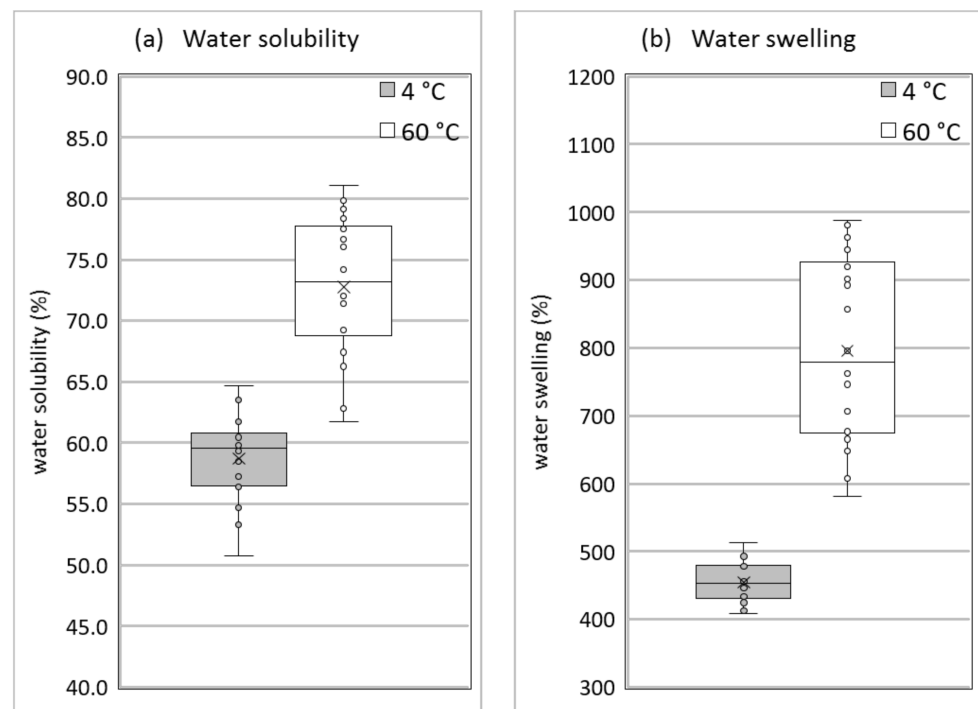 (a) Water solubility
90.0
85.0
80.0
75.0
70.0
65.0
60.0
55.0
50.0
45.0
40.0
water solubility (%)
4 °C
60 °C
(b) Water swelling
1200
1100
1000
900
800
700
600
500
400
300
water swelling (%)
4 °C
60 °C